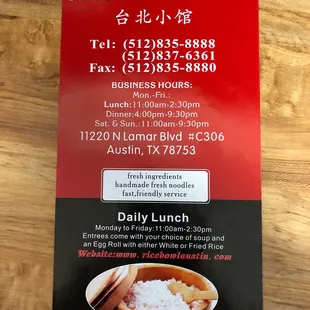 台北小馆
Tel: (512)835-8888
(512)837-6361
Fax: (512)835-8880
BUSINESS HOURS:
Mon.-Fri.:
Lunch:11:00am-2:30pm
Dinner:4:00pm-9:30pm
Sat. & Sun.:11:00am-9:30pm
11220 N Lamar Blvd #C306
Austin, TX 78753
fresh ingredients
handmade fresh noodles
fast,friendly service
Daily Lunch
Monday to Friday:11:00am-2:30pm
Entrees come with your choice of soup and
an Egg Roll with either White or Fried Rice
Website:www. ricebowlaustin. com